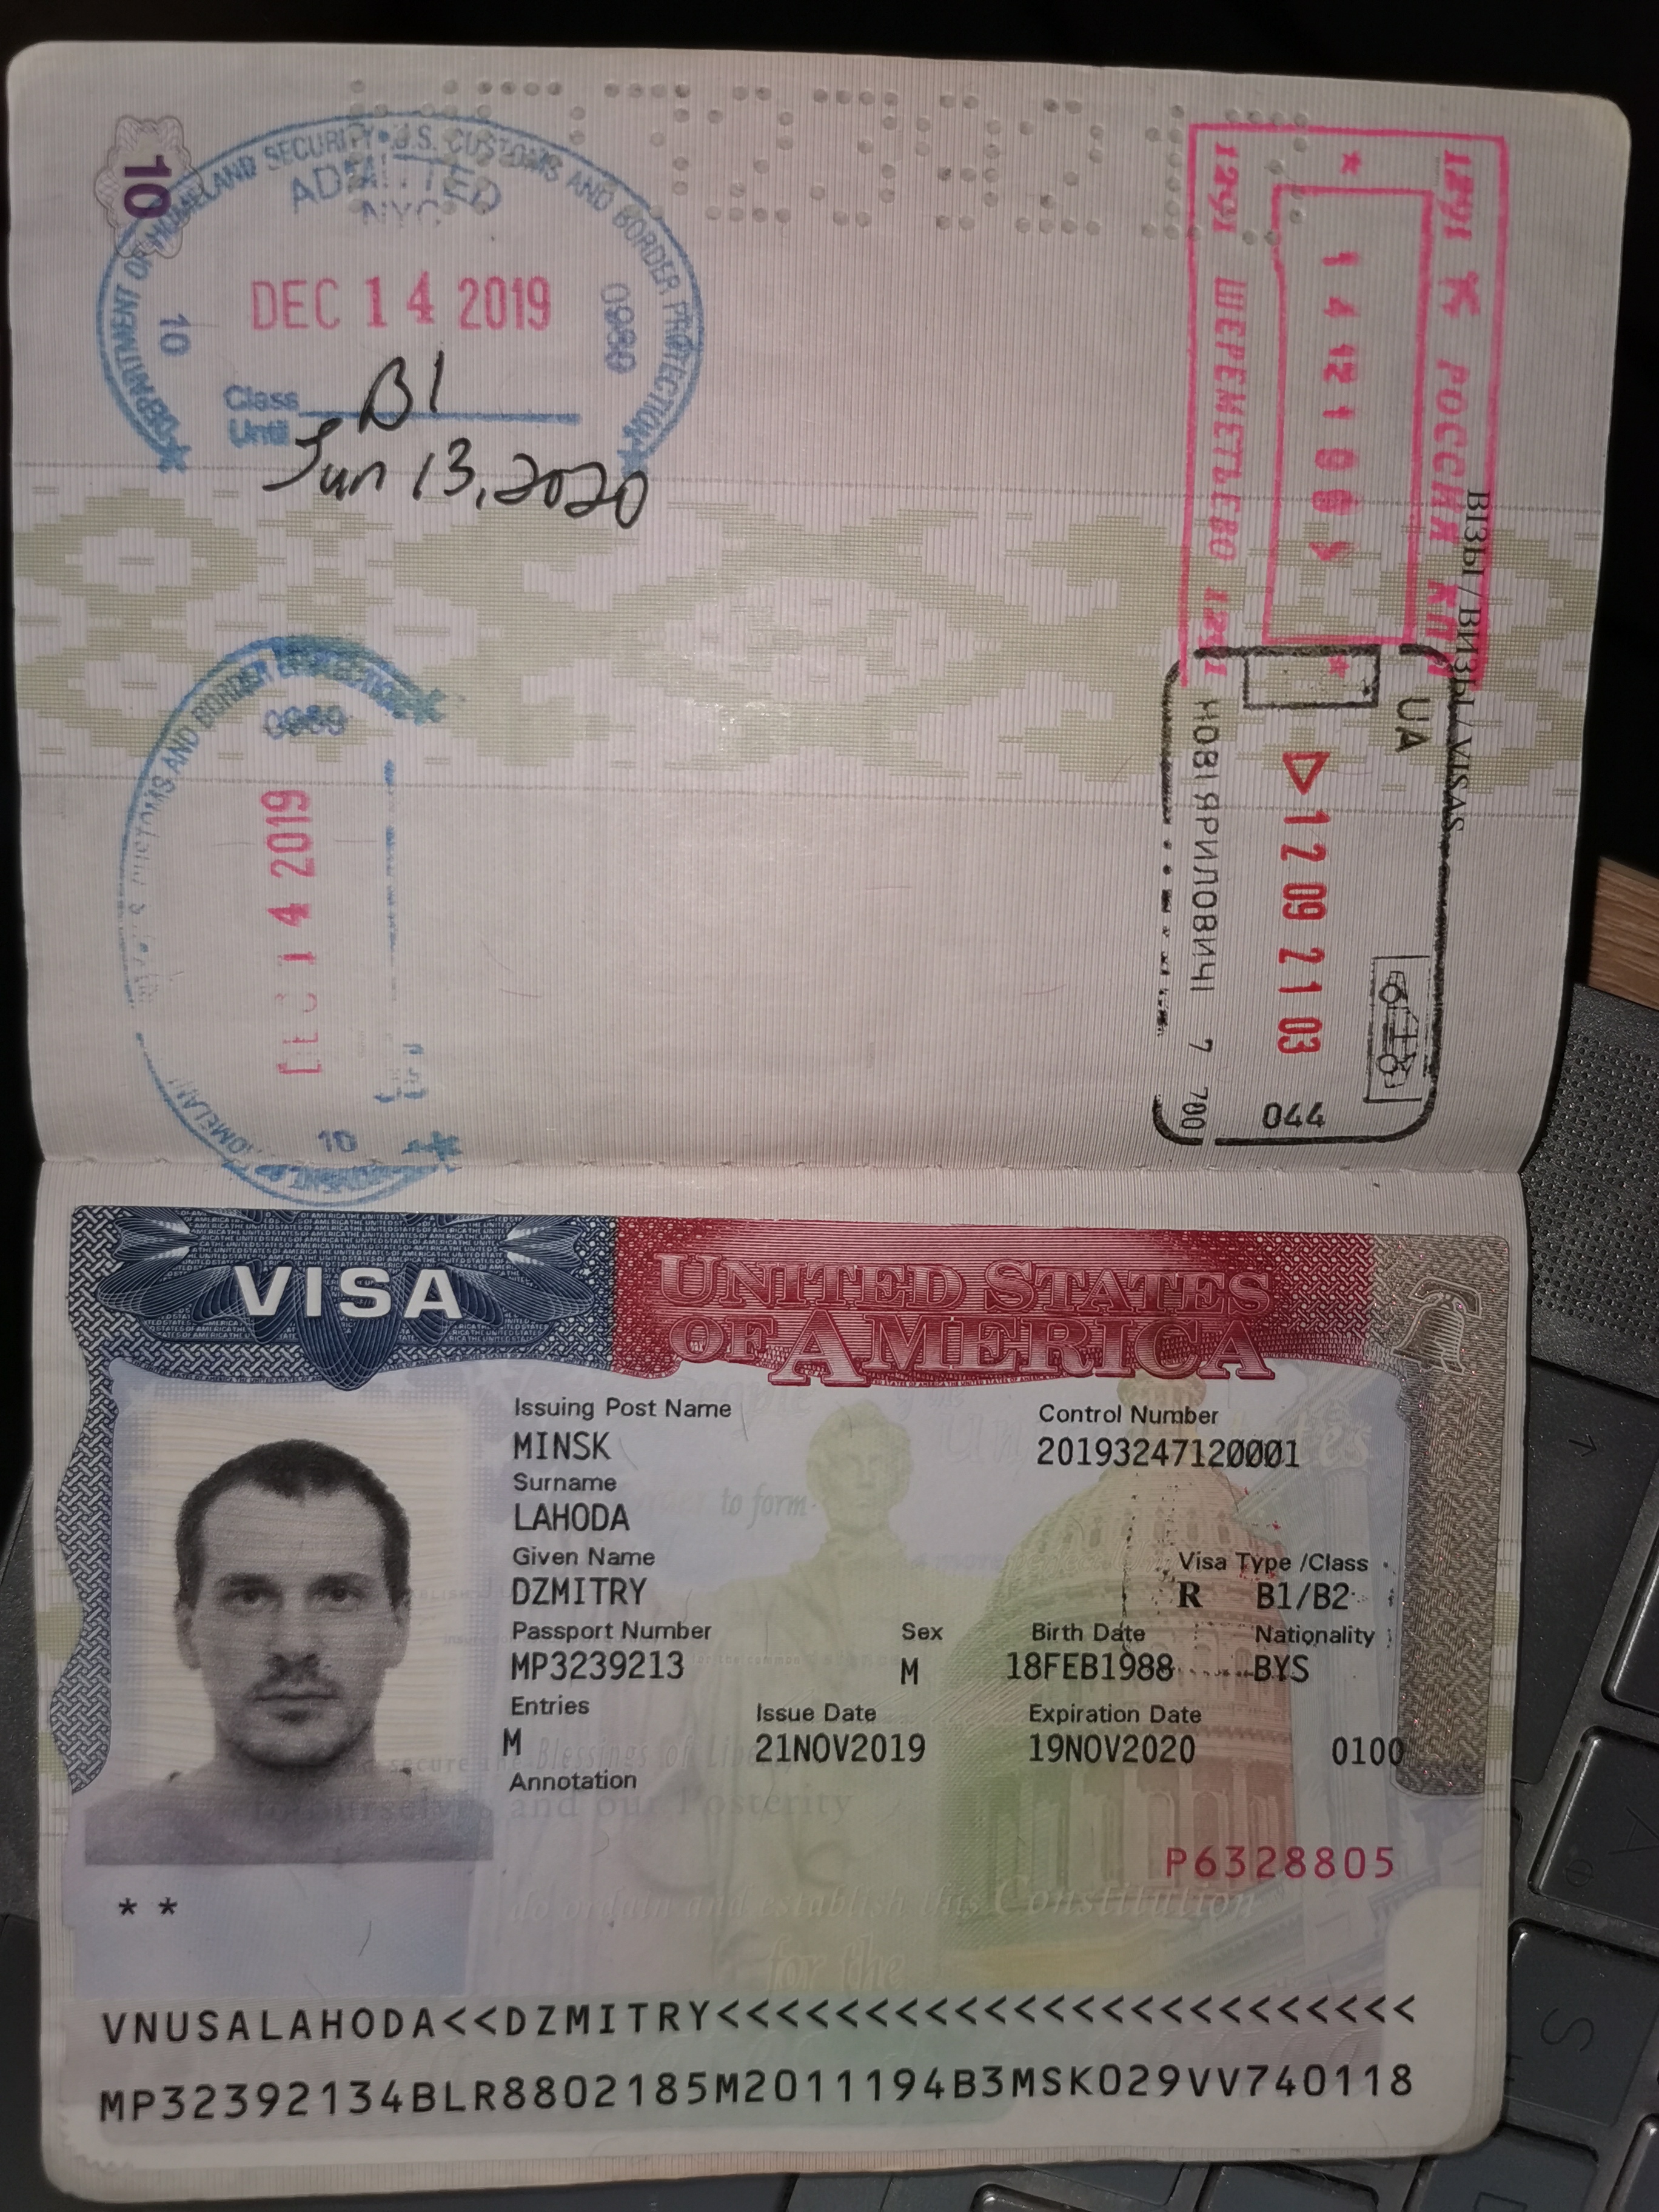 10
DEPARTMENT OF HOMELAND SECURITY • U.S. CUSTOMS AND BORDER PROTECTION
ADMITTED
NYC
DEC 14 2019
10
0989
Class B1
Until Jun 13, 2020
1291 РОССИЯ КПП
14 12 19
1291 ШЕРЕМЕТЬЕВО 1291
ВІЗЫ / ВИЗЫ / VISAS
UA
12 09 21 03
НОВІ ЯРИЛОВИЧІ 7 700
044
CUSTOMS AND BORDER PROTECTION
DEC 14 2019
10
VISA
UNITED STATES
OF AMERICA
Issuing Post Name
MINSK
Control Number
20193247120001
Surname
LAHODA
Given Name
DZMITRY
Visa Type /Class
R B1/B2
Passport Number
MP3239213
Sex
M
Birth Date
18FEB1988
Nationality
BYS
Entries
M
Issue Date
21NOV2019
Expiration Date
19NOV2020
0100
Annotation
P6328805
* *
VNUSALAHODA<<DZMITRY<<<<<<<<<<<<<<<<<<<<<<<<
MP32392134BLR8802185M2011194B3MSK029VV740118